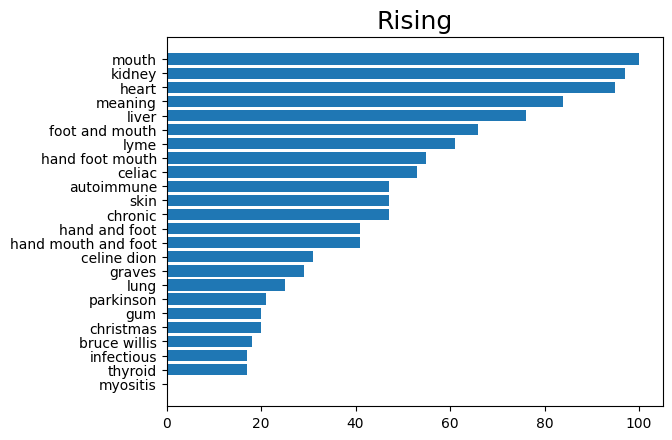 Rising
mouth
kidney
heart
meaning
liver
foot and mouth
lyme
hand foot mouth
celiac
autoimmune
skin
chronic
hand and foot
hand mouth and foot
celine dion
graves
lung
parkinson
gum
christmas
bruce willis
infectious
thyroid
myositis
0 20 40 60 80 100